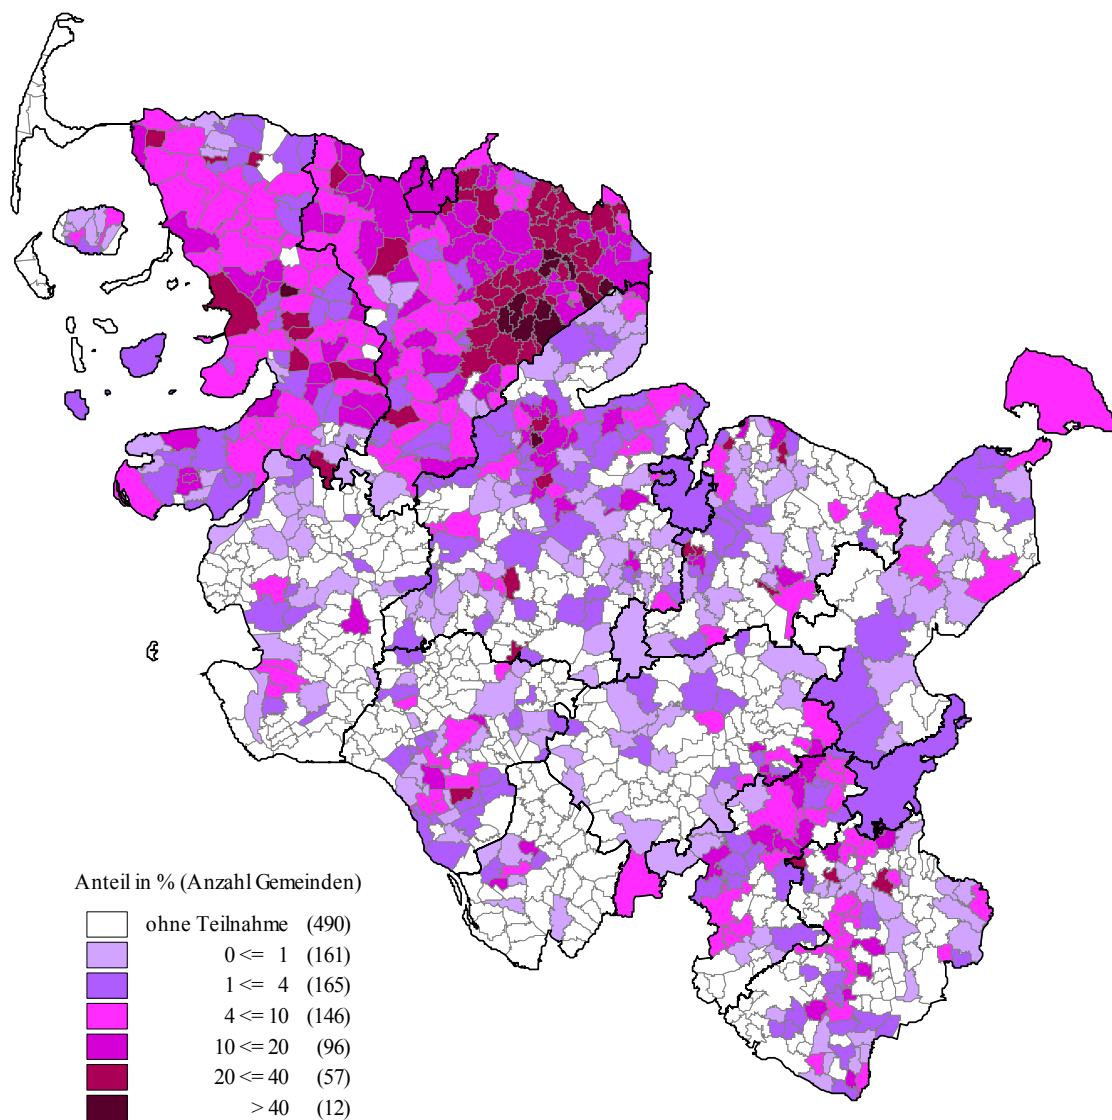 Anteil in % (Anzahl Gemeinden)
ohne Teilnahme (490)
0 <= 1 (161)
1 <= 4 (165)
4 <= 10 (146)
10 <= 20 (96)
20 <= 40 (57)
> 40 (12)